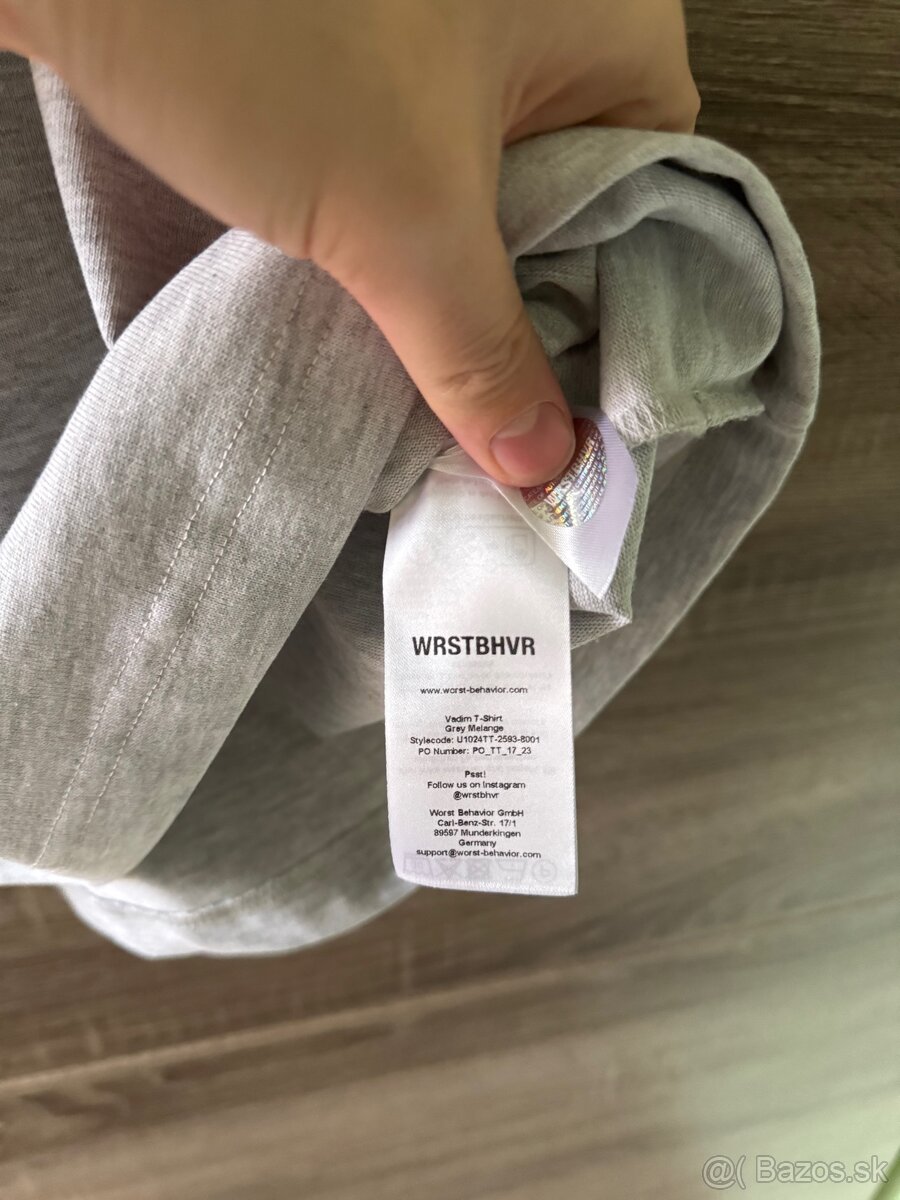 WRSTBHVR
WRSTBHVR
www.worst-behavior.com
Vadim T-Shirt
Grey Melange
Stylecode: U1024TT-2593-8001
PO Number: PO_TT_17_23
Psst!
Follow us on Instagram
@wrstbhvr
Worst Behavior GmbH
Carl-Benz-Str. 17/1
89597 Munderkingen
Germany
support@worst-behavior.com
@( Bazos.sk